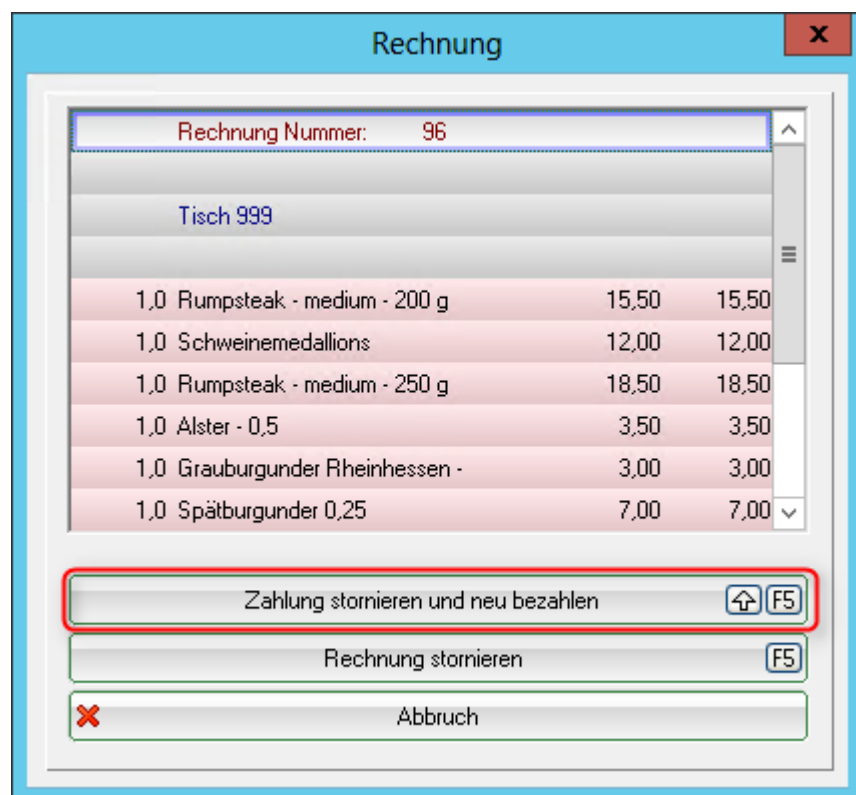 Rechnung
x
Rechnung Nummer: 96
Tisch 999
1,0 Rumpsteak - medium - 200 g 15,50 15,50
1,0 Schweinemedallions 12,00 12,00
1,0 Rumpsteak - medium - 250 g 18,50 18,50
1,0 Alster - 0,5 3,50 3,50
1,0 Grauburgunder Rheinhessen - 3,00 3,00
1,0 Spätburgunder 0,25 7,00 7,00
Zahlung stornieren und neu bezahlen F5
Rechnung stornieren F5
Abbruch